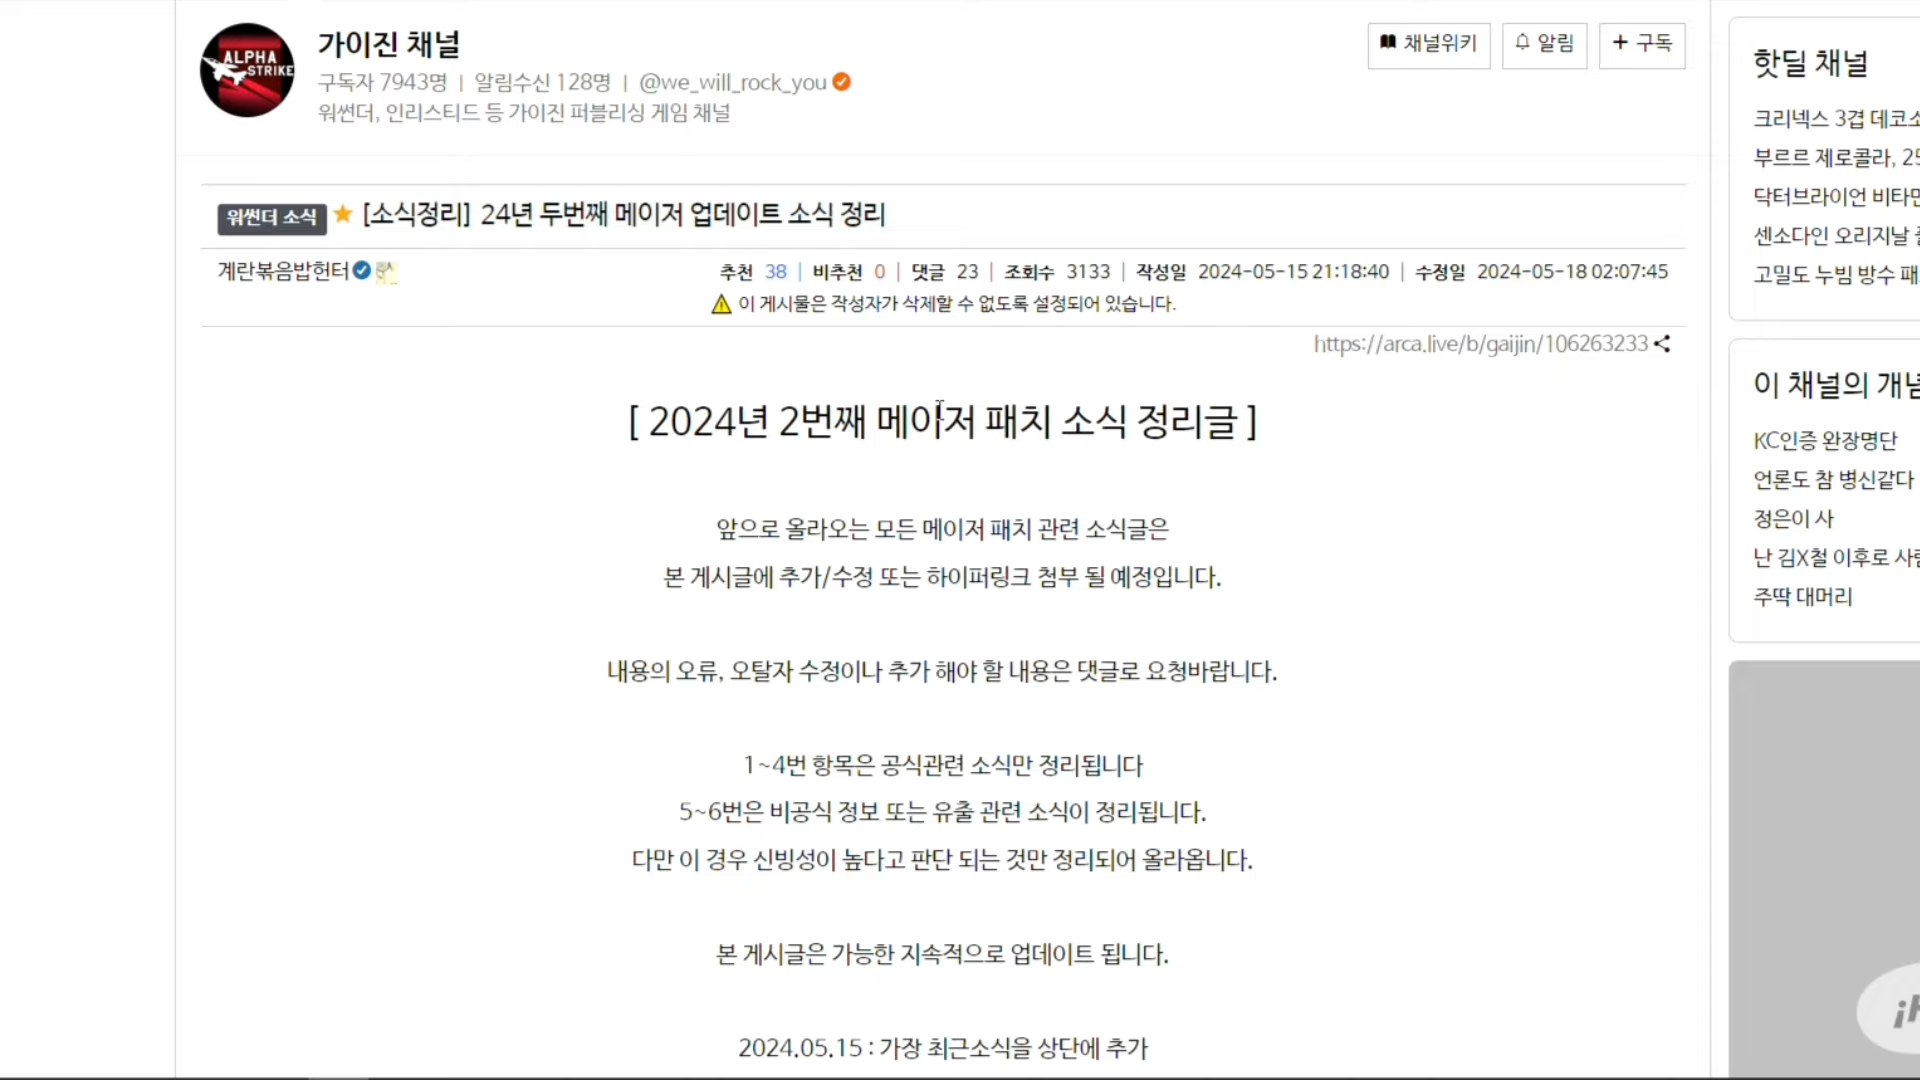 ALPHA
STRIKE
가이진 채널
구독자 7943명 | 알림수신 128명 | @we_will_rock_you
워썬더, 인리스티드 등 가이진 퍼블리싱 게임 채널
채널위키
알림
+ 구독
워썬더 소식 [소식정리] 24년 두번째 메이저 업데이트 소식 정리
계란볶음밥헌터
추천 38 | 비추천 0 | 댓글 23 | 조회수 3133 | 작성일 2024-05-15 21:18:40 | 수정일 2024-05-18 02:07:45
이 게시물은 작성자가 삭제할 수 없도록 설정되어 있습니다.
https://arca.live/b/gaijin/106263233
[ 2024년 2번째 메이저 패치 소식 정리글 ]
앞으로 올라오는 모든 메이저 패치 관련 소식글은
본 게시글에 추가/수정 또는 하이퍼링크 첨부 될 예정입니다.
내용의 오류, 오탈자 수정이나 추가 해야 할 내용은 댓글로 요청바랍니다.
1~4번 항목은 공식관련 소식만 정리됩니다
5~6번은 비공식 정보 또는 유출 관련 소식이 정리됩니다.
다만 이 경우 신빙성이 높다고 판단 되는 것만 정리되어 올라옵니다.
본 게시글은 가능한 지속적으로 업데이트 됩니다.
2024.05.15 : 가장 최근소식을 상단에 추가
핫딜 채널
크리넥스 3겹 데코
부르르 제로콜라, 25
닥터브라이언 비타민
센소다인 오리지날
고밀도 누빔 방수
이 채널의 개념
KC인증 완장명단
언론도 참 병신같다
정은이 사
난 김X철 이후로 사람
주딱 대머리